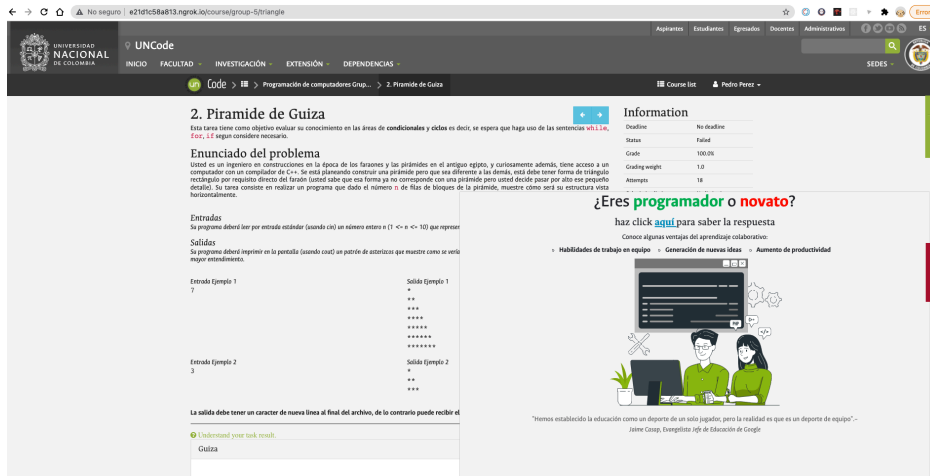 No seguro | e21d1c58a813.ngrok.io/course/group-5/triangle
Error
Aspirantes Estudiantes Egresados Docentes Administrativos ES
UNIVERSIDAD
NACIONAL
DE COLOMBIA
UNCode
INICIO FACULTAD INVESTIGACIÓN EXTENSIÓN DEPENDENCIAS SEDES
un Code > > Programación de computadores Grup... > 2. Piramide de Guiza Course list Pedro Perez
2. Piramide de Guiza
Esta tarea tiene como objetivo evaluar su conocimiento en las áreas de condicionales y ciclos es decir, se espera que haga uso de las sentencias while,
for, if segun considere necesario.
Enunciado del problema
Usted es un ingeniero en construcciones en la época de los faraones y las pirámides en el antiguo egipto, y curiosamente además, tiene acceso a un
computador con un compilador de C++. Se está planeando construir una pirámide pero que sea diferente a las demás, está debe tener forma de triángulo
rectángulo por requisito directo del faraón (usted sabe que esa forma ya no corresponde con una pirámide pero usted decide pasar por alto ese pequeño
detalle). Su tarea consiste en realizar un programa que dado el número n de filas de bloques de la pirámide, muestre cómo será su estructura vista
horizontalmente.
Entradas
Su programa deberá leer por entrada estándar (usando cin) un número entero n (1 <= n <= 10) que represer
Salidas
Su programa deberá imprimir en la pantalla (usando cout) un patrón de asterizcos que muestre como se vería
mayor entendimiento.
Entrada Ejemplo 1 Salida Ejemplo 1
7 *
**
***
****
*****
******
*******
Entrada Ejemplo 2 Salida Ejemplo 2
3 *
**
***
La salida debe tener un caracter de nueva linea al final del archivo, de lo contrario puede recibir el
Understand your task result.
Guiza
Information
Deadline No deadline
Status Failed
Grade 100.0%
Grading weight 1.0
Attempts 18
¿Eres programador o novato?
haz click aquí para saber la respuesta
Conoce algunas ventajas del aprendizaje colaborativo:
Habilidades de trabajo en equipo Generación de nuevas ideas Aumento de productividad
PHP
C++
</>
"Hemos establecido la educación como un deporte de un solo jugador, pero la realidad es que es un deporte de equipo".–
Jaime Casap, Evangelista Jefe de Educación de Google